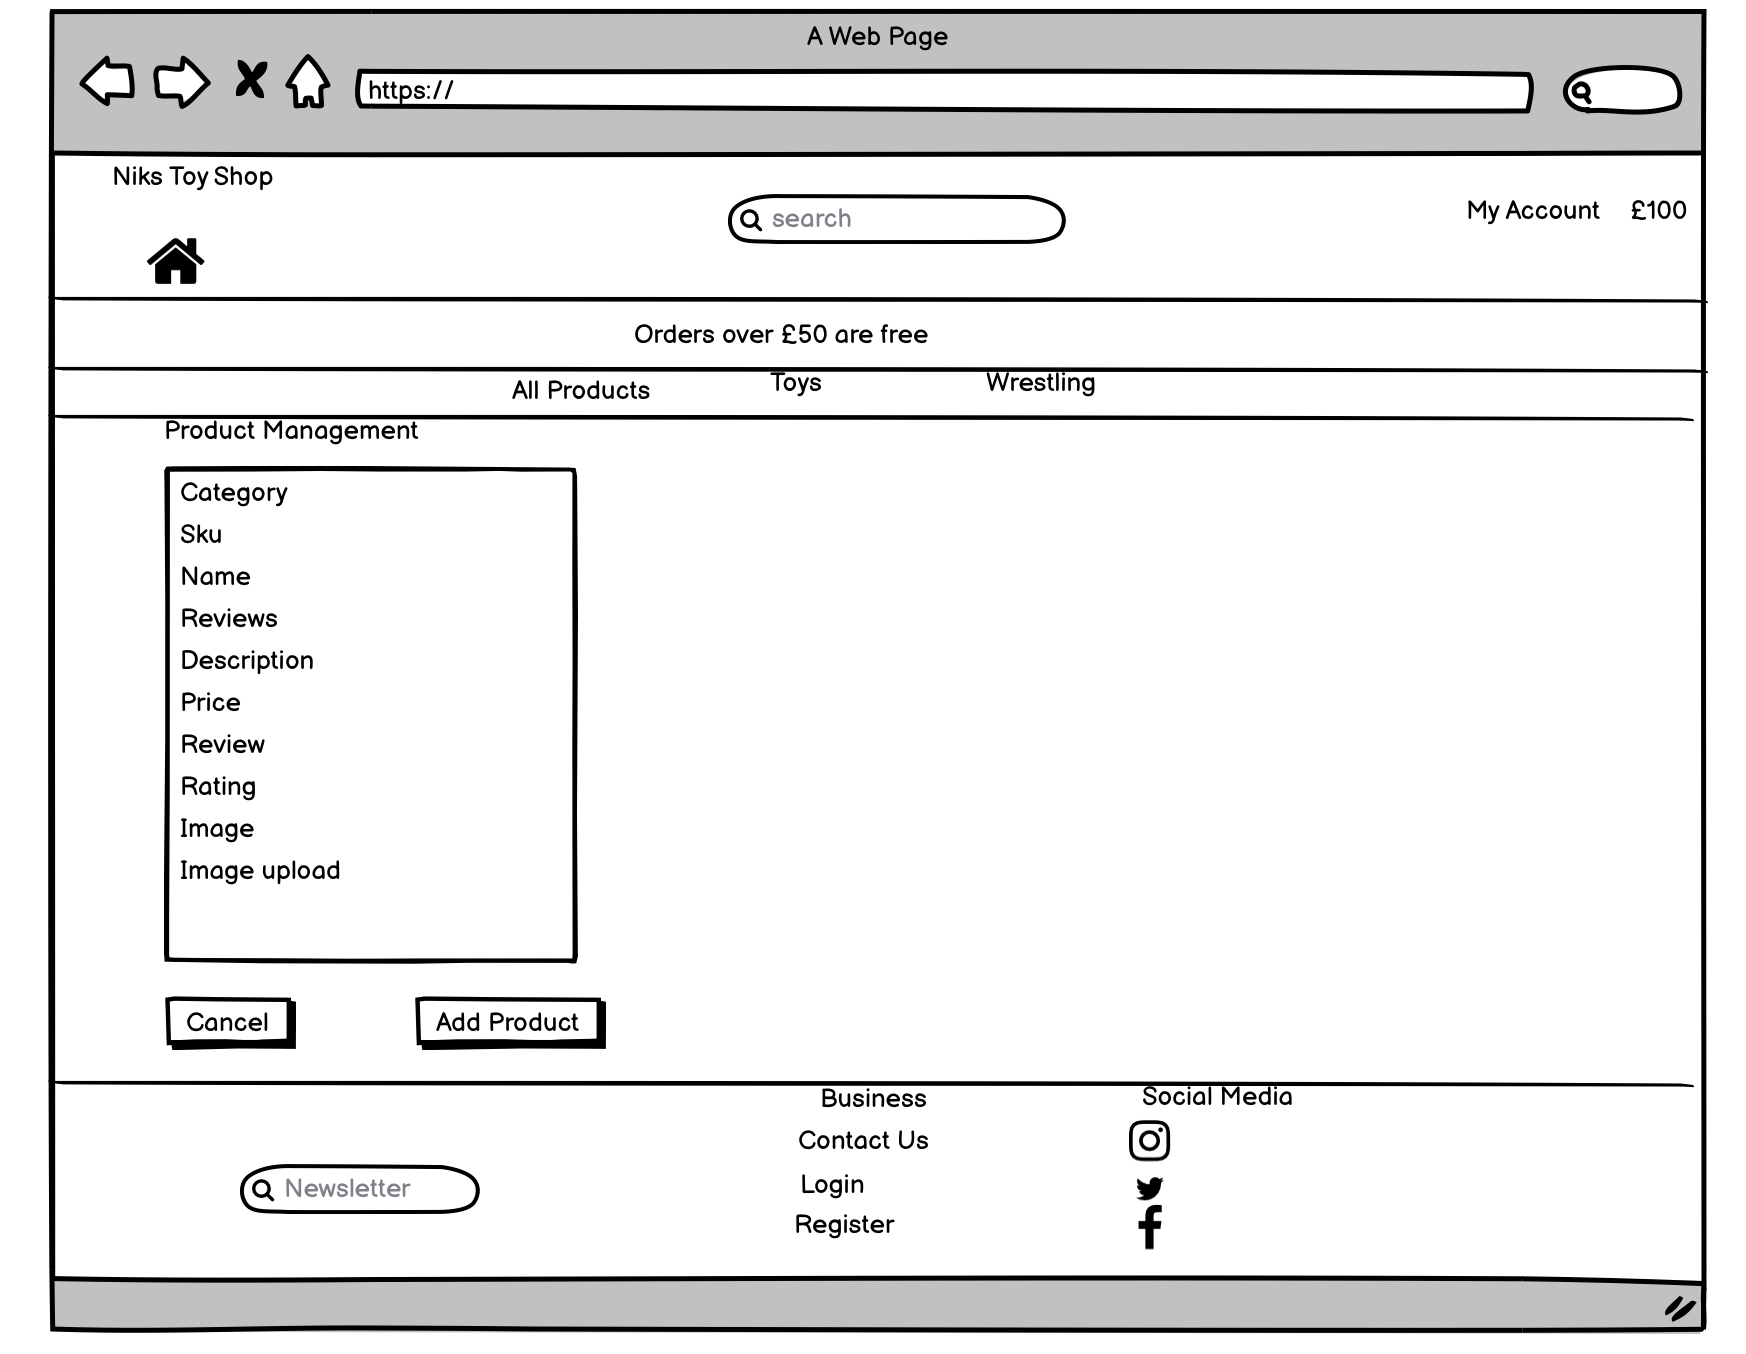 A Web Page
https://
Niks Toy Shop
search
My Account £100
Orders over £50 are free
All Products Toys Wrestling
Product Management
Category
Sku
Name
Reviews
Description
Price
Review
Rating
Image
Image upload
Cancel Add Product
Business Social Media
Contact Us
Newsletter
Login
Register